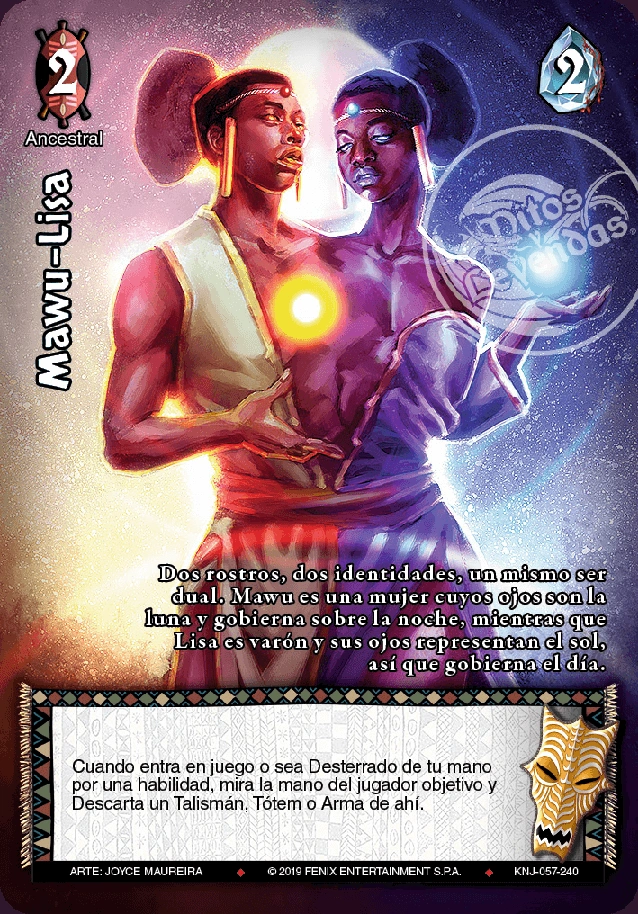 2
2
Ancestral
Mawu-Lisa
Mitos
Leyendas
Dos rostros, dos identidades, un mismo ser
dual. Mawu es una mujer cuyos ojos son la
luna y gobierna sobre la noche, mientras que
Lisa es varón y sus ojos representan el sol,
así que gobierna el día.
Cuando entra en juego o sea Desterrado de tu mano
por una habilidad, mira la mano del jugador objetivo y
Descarta un Talismán, Tótem o Arma de ahí.
ARTE: JOYCE MAUREIRA ♦ © 2019 FENIX ENTERTAINMENT S.P.A. ♦ KNJ-057-240